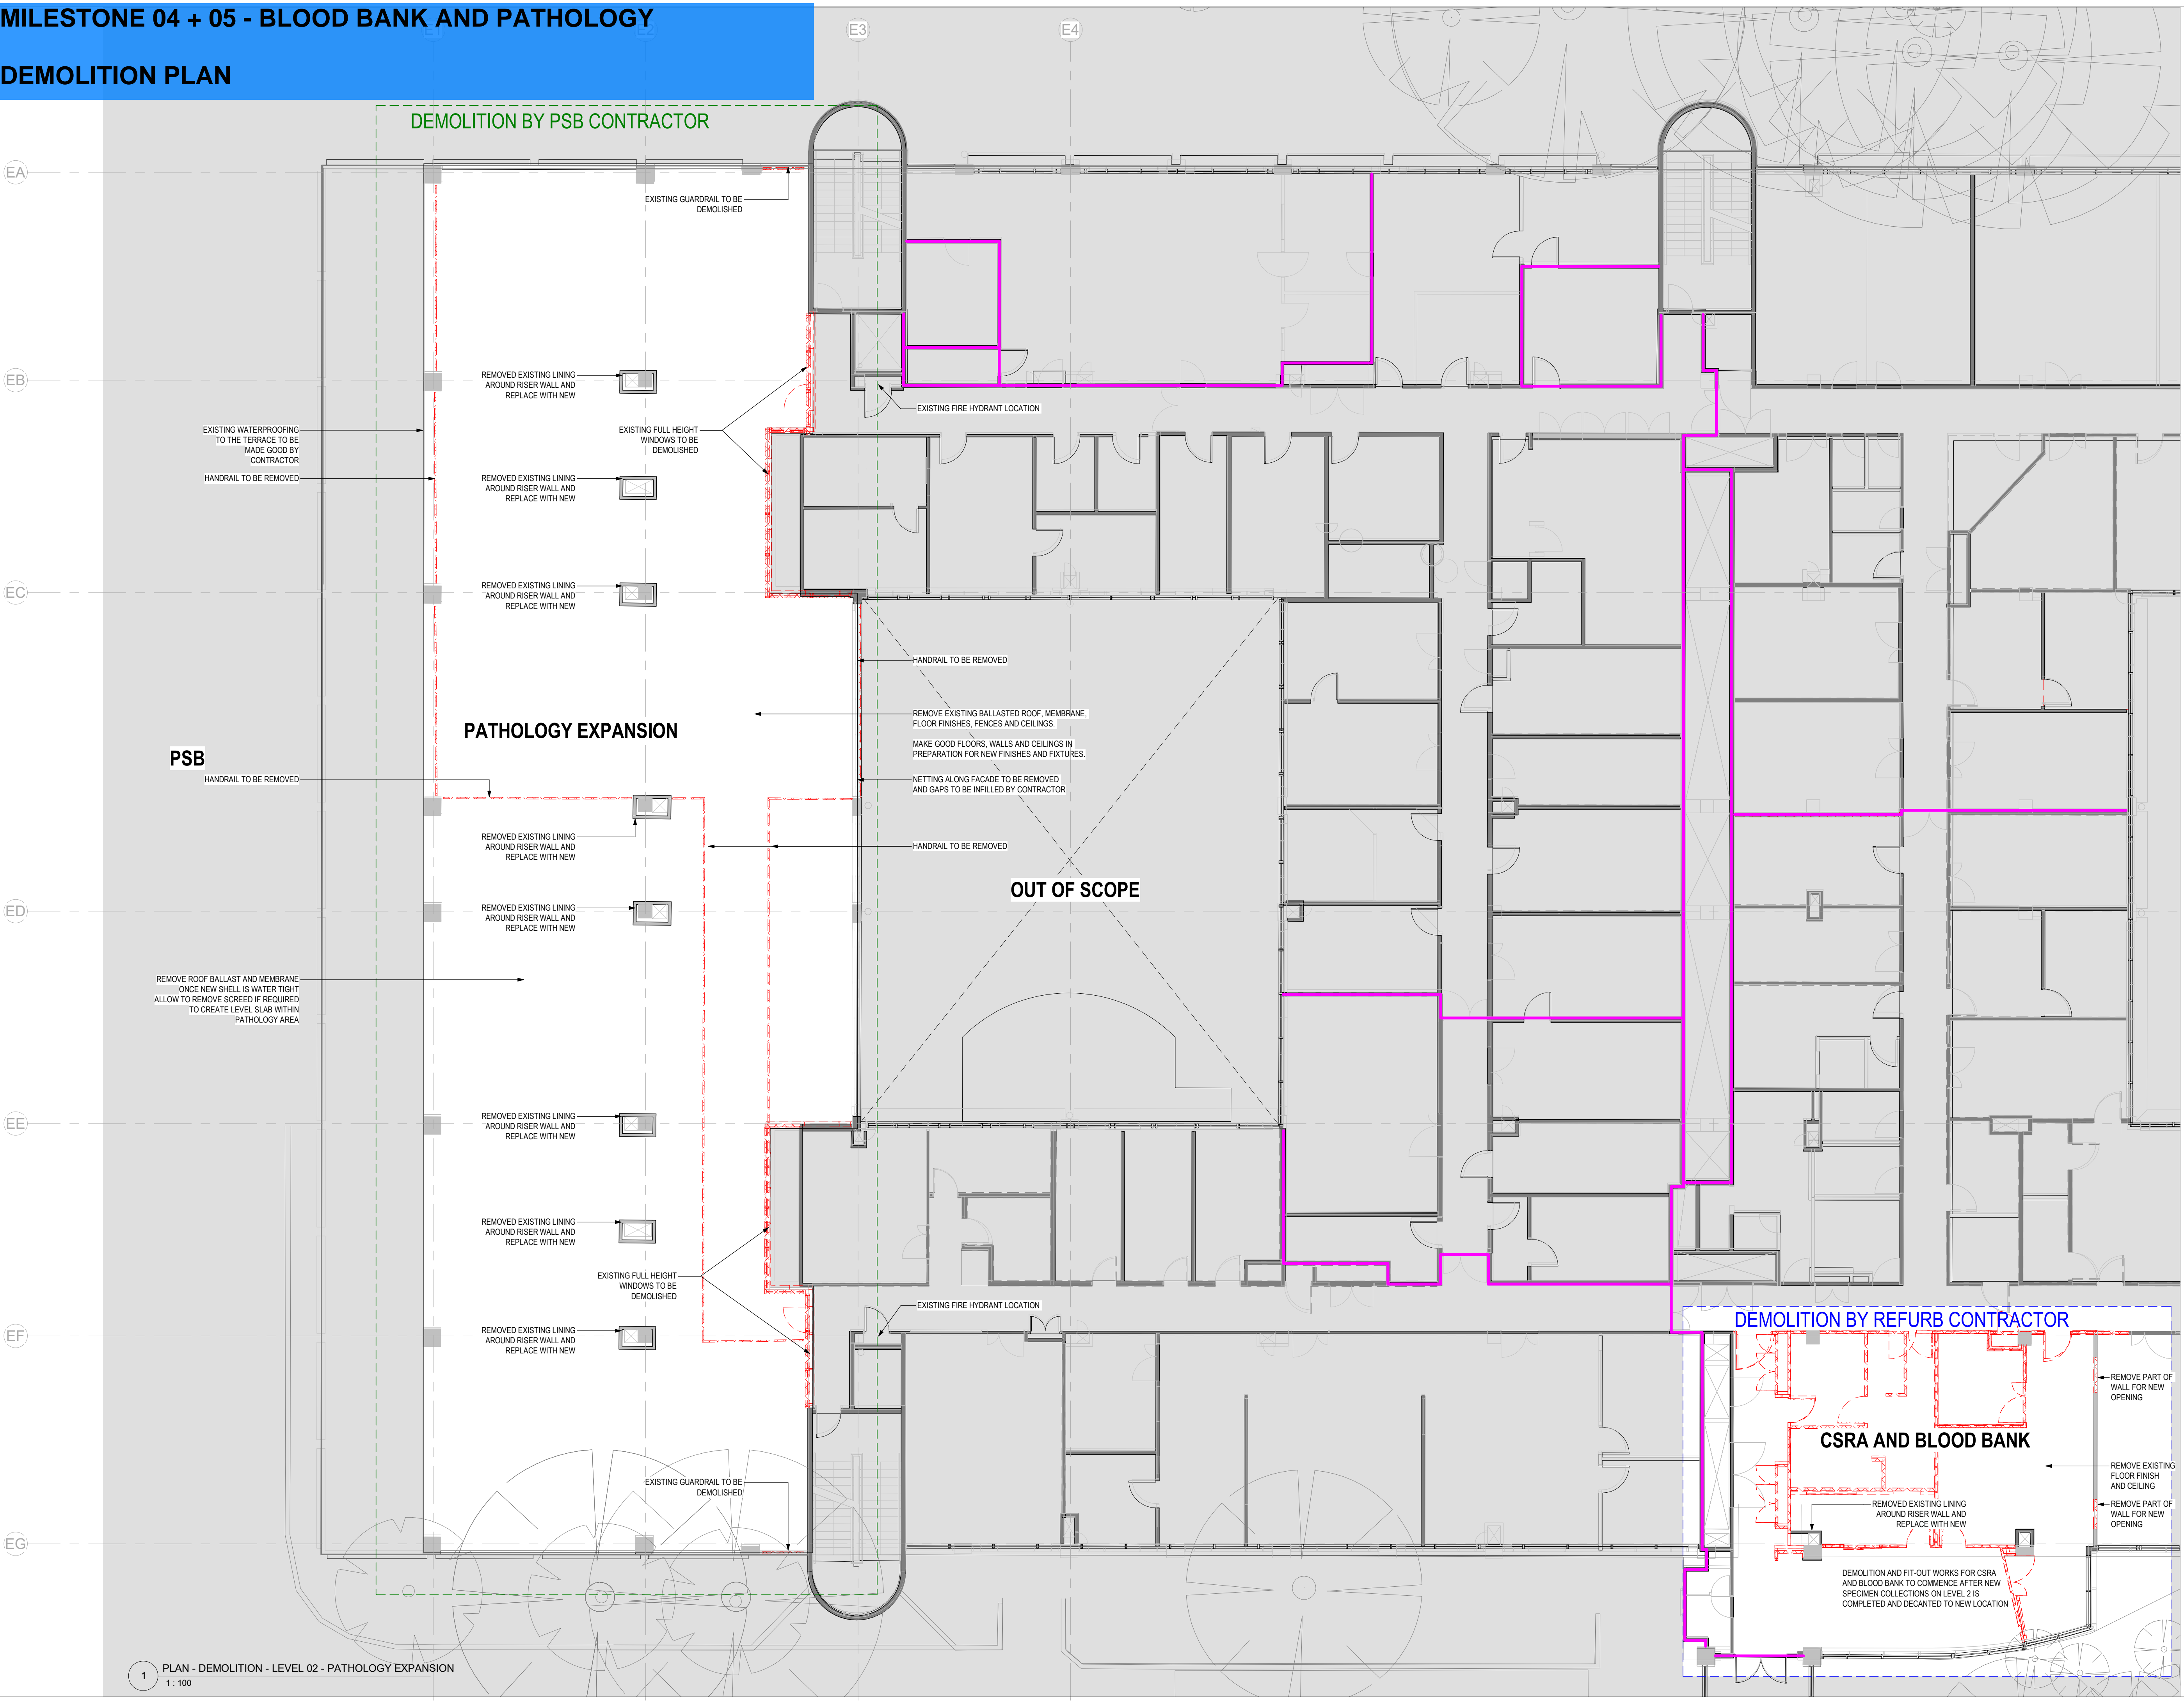 MILESTONE 04 + 05 - BLOOD BANK AND PATHOLOGY
DEMOLITION PLAN
E1
E2
E3
E4
DEMOLITION BY PSB CONTRACTOR
EA
EXISTING GUARDRAIL TO BE
DEMOLISHED
EB
REMOVED EXISTING LINING
AROUND RISER WALL AND
REPLACE WITH NEW
EXISTING FIRE HYDRANT LOCATION
EXISTING WATERPROOFING
TO THE TERRACE TO BE
MADE GOOD BY
CONTRACTOR
EXISTING FULL HEIGHT
WINDOWS TO BE
DEMOLISHED
HANDRAIL TO BE REMOVED
REMOVED EXISTING LINING
AROUND RISER WALL AND
REPLACE WITH NEW
EC
REMOVED EXISTING LINING
AROUND RISER WALL AND
REPLACE WITH NEW
HANDRAIL TO BE REMOVED
REMOVE EXISTING BALLASTED ROOF, MEMBRANE,
FLOOR FINISHES, FENCES AND CEILINGS.
MAKE GOOD FLOORS, WALLS AND CEILINGS IN
PREPARATION FOR NEW FINISHES AND FIXTURES.
PATHOLOGY EXPANSION
PSB
HANDRAIL TO BE REMOVED
NETTING ALONG FACADE TO BE REMOVED
AND GAPS TO BE INFILLED BY CONTRACTOR
REMOVED EXISTING LINING
AROUND RISER WALL AND
REPLACE WITH NEW
HANDRAIL TO BE REMOVED
OUT OF SCOPE
ED
REMOVED EXISTING LINING
AROUND RISER WALL AND
REPLACE WITH NEW
REMOVE ROOF BALLAST AND MEMBRANE
ONCE NEW SHELL IS WATER TIGHT
ALLOW TO REMOVE SCREED IF REQUIRED
TO CREATE LEVEL SLAB WITHIN
PATHOLOGY AREA
EE
REMOVED EXISTING LINING
AROUND RISER WALL AND
REPLACE WITH NEW
REMOVED EXISTING LINING
AROUND RISER WALL AND
REPLACE WITH NEW
EXISTING FULL HEIGHT
WINDOWS TO BE
DEMOLISHED
EXISTING FIRE HYDRANT LOCATION
EF
REMOVED EXISTING LINING
AROUND RISER WALL AND
REPLACE WITH NEW
DEMOLITION BY REFURB CONTRACTOR
REMOVE PART OF
WALL FOR NEW
OPENING
CSRA AND BLOOD BANK
REMOVE EXISTING
FLOOR FINISH
AND CEILING
EXISTING GUARDRAIL TO BE
DEMOLISHED
REMOVED EXISTING LINING
AROUND RISER WALL AND
REPLACE WITH NEW
REMOVE PART OF
WALL FOR NEW
OPENING
EG
DEMOLITION AND FIT-OUT WORKS FOR CSRA
AND BLOOD BANK TO COMMENCE AFTER NEW
SPECIMEN COLLECTIONS ON LEVEL 2 IS
COMPLETED AND DECANTED TO NEW LOCATION
1
PLAN - DEMOLITION - LEVEL 02 - PATHOLOGY EXPANSION
1 : 100